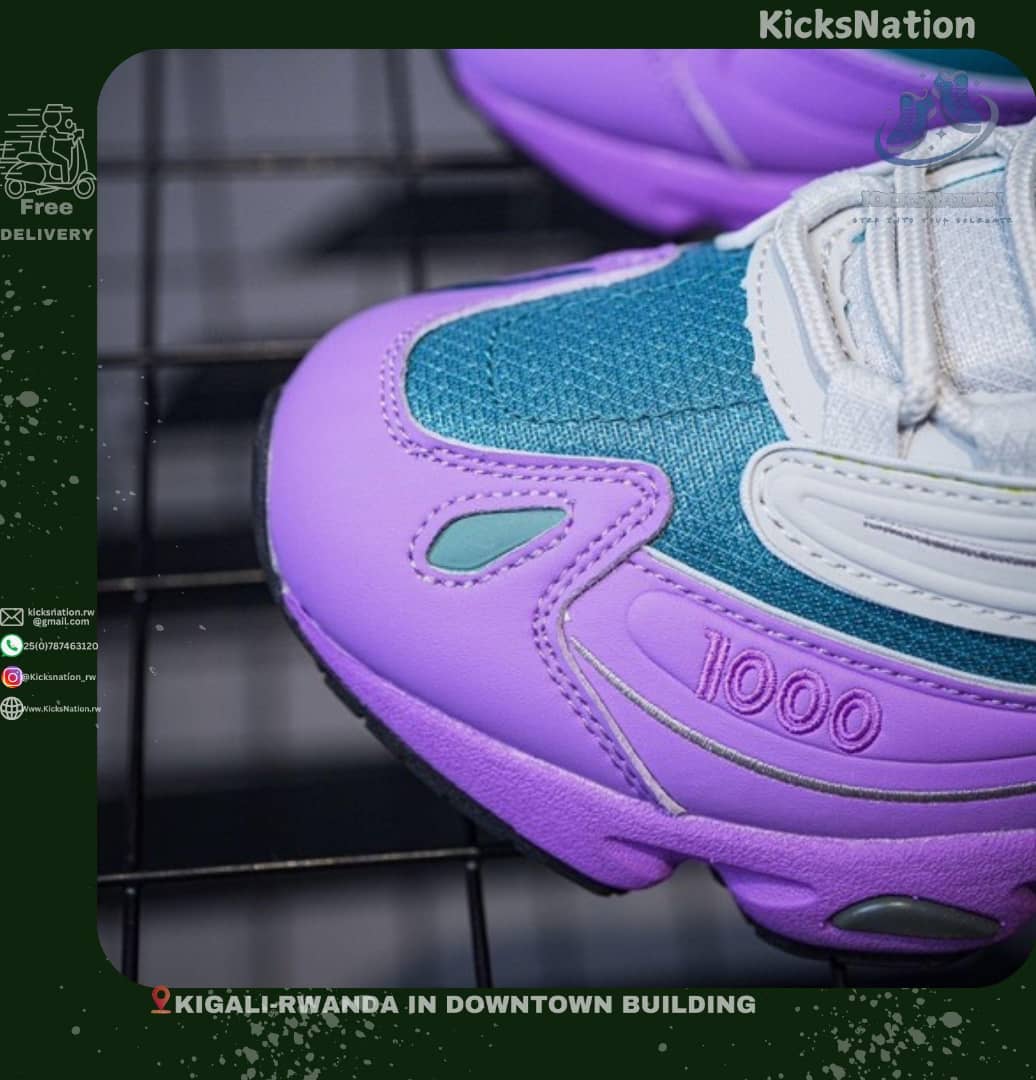 KicksNation
Free
DELIVERY
1000
kicksnation.rw
@gmail.com
25(0)787463120
@Kicksnation_rw
Www.KicksNation.rw
KIGALI-RWANDA IN DOWNTOWN BUILDING